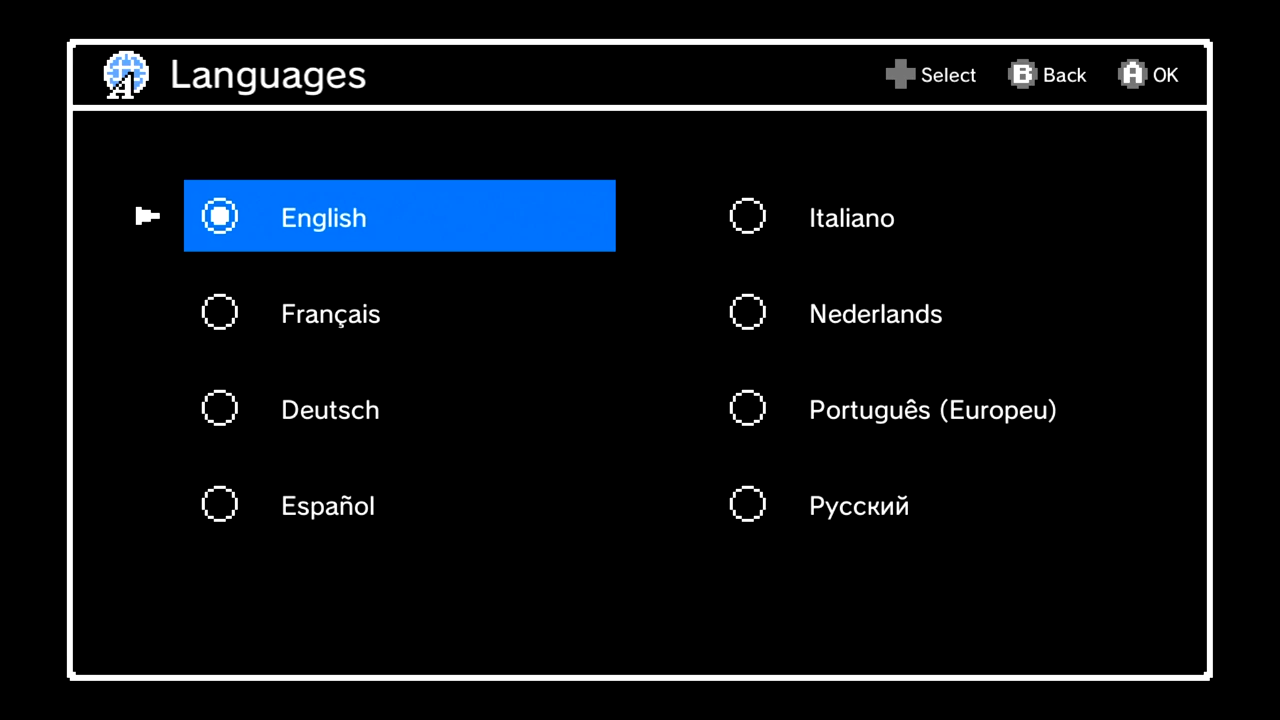 Languages
Select
B Back
A OK
English
Français
Deutsch
Español
Italiano
Nederlands
Português (Europeu)
Русский